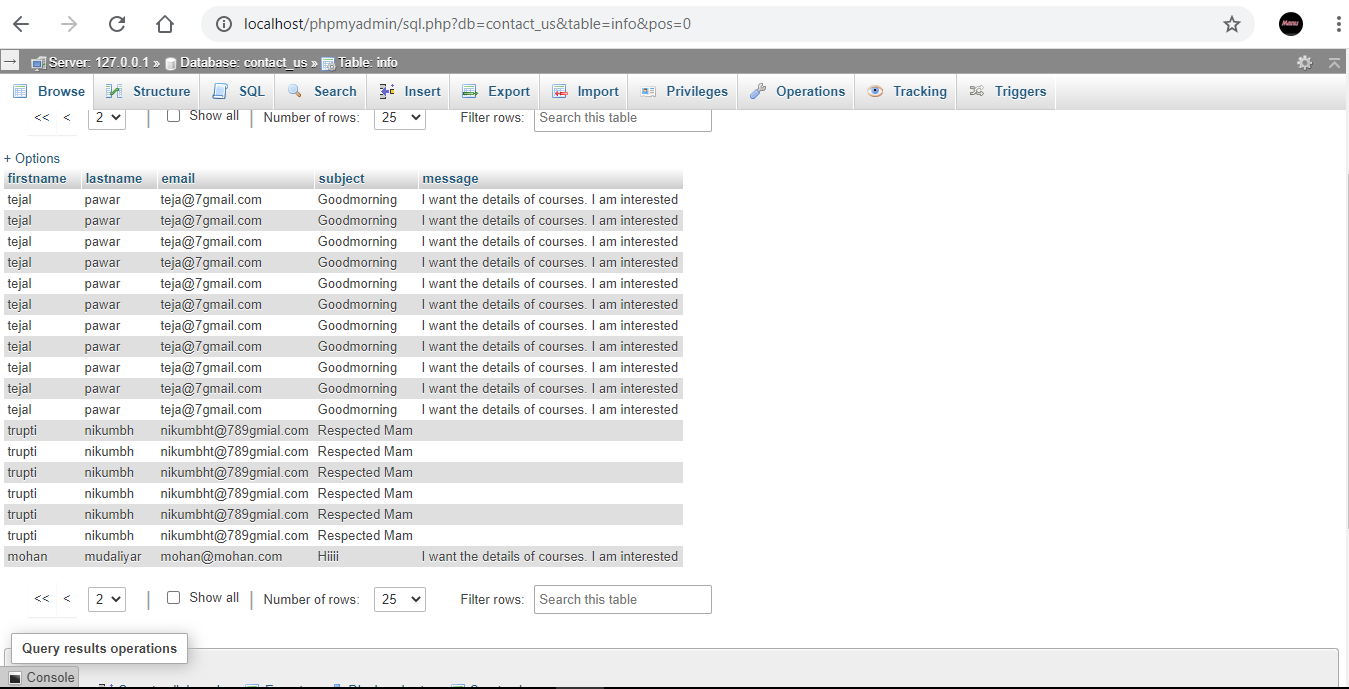 localhost/phpmyadmin/sql.php?db=contact_us&table=info&pos=0
Manu
Server: 127.0.0.1 » Database: contact_us » Table: info
Browse Structure SQL Search Insert Export Import Privileges Operations Tracking Triggers
<< < 2 | Show all | Number of rows: 25 Filter rows: Search this table
+ Options
firstname lastname email subject message
tejal pawar teja@7gmail.com Goodmorning I want the details of courses. I am interested
tejal pawar teja@7gmail.com Goodmorning I want the details of courses. I am interested
tejal pawar teja@7gmail.com Goodmorning I want the details of courses. I am interested
tejal pawar teja@7gmail.com Goodmorning I want the details of courses. I am interested
tejal pawar teja@7gmail.com Goodmorning I want the details of courses. I am interested
tejal pawar teja@7gmail.com Goodmorning I want the details of courses. I am interested
tejal pawar teja@7gmail.com Goodmorning I want the details of courses. I am interested
tejal pawar teja@7gmail.com Goodmorning I want the details of courses. I am interested
tejal pawar teja@7gmail.com Goodmorning I want the details of courses. I am interested
tejal pawar teja@7gmail.com Goodmorning I want the details of courses. I am interested
tejal pawar teja@7gmail.com Goodmorning I want the details of courses. I am interested
trupti nikumbh nikumbht@789gmial.com Respected Mam
trupti nikumbh nikumbht@789gmial.com Respected Mam
trupti nikumbh nikumbht@789gmial.com Respected Mam
trupti nikumbh nikumbht@789gmial.com Respected Mam
trupti nikumbh nikumbht@789gmial.com Respected Mam
trupti nikumbh nikumbht@789gmial.com Respected Mam
mohan mudaliyar mohan@mohan.com Hiiii I want the details of courses. I am interested
<< < 2 | Show all | Number of rows: 25 Filter rows: Search this table
Query results operations
Console